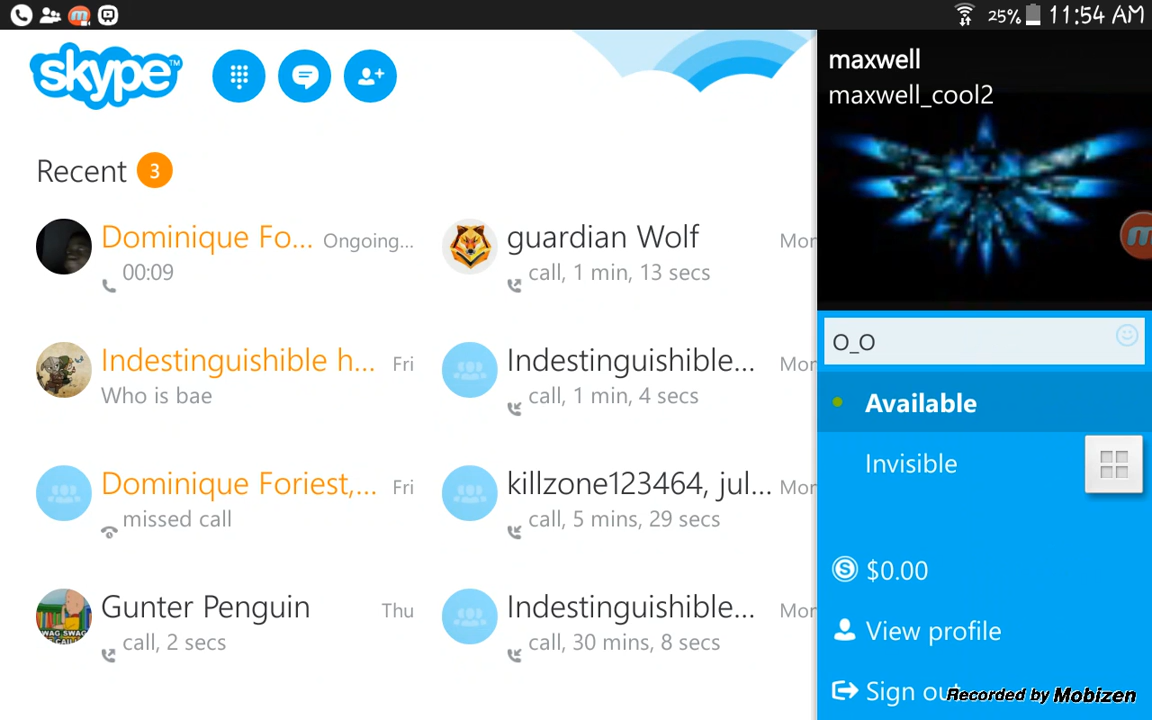 25% 11:54 AM
skype™
Recent 3
Dominique Fo... Ongoing...
00:09
Indestinguishible h... Fri
Who is bae
Dominique Foriest,... Fri
missed call
Gunter Penguin Thu
call, 2 secs
guardian Wolf Mon
call, 1 min, 13 secs
Indestinguishible... Mon
call, 1 min, 4 secs
killzone123464, jul... Mon
call, 5 mins, 29 secs
Indestinguishible... Mon
call, 30 mins, 8 secs
maxwell
maxwell_cool2
O_O
Available
Invisible
$0.00
View profile
Sign out
Recorded by Mobizen